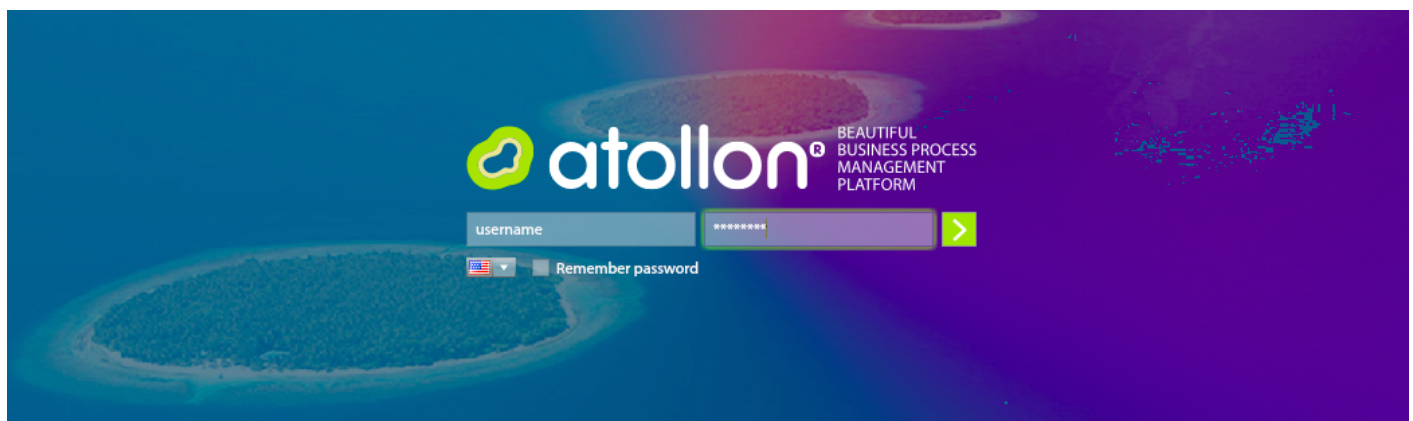 atollon®
BEAUTIFUL
BUSINESS PROCESS
MANAGEMENT
PLATFORM
username
********
Remember password